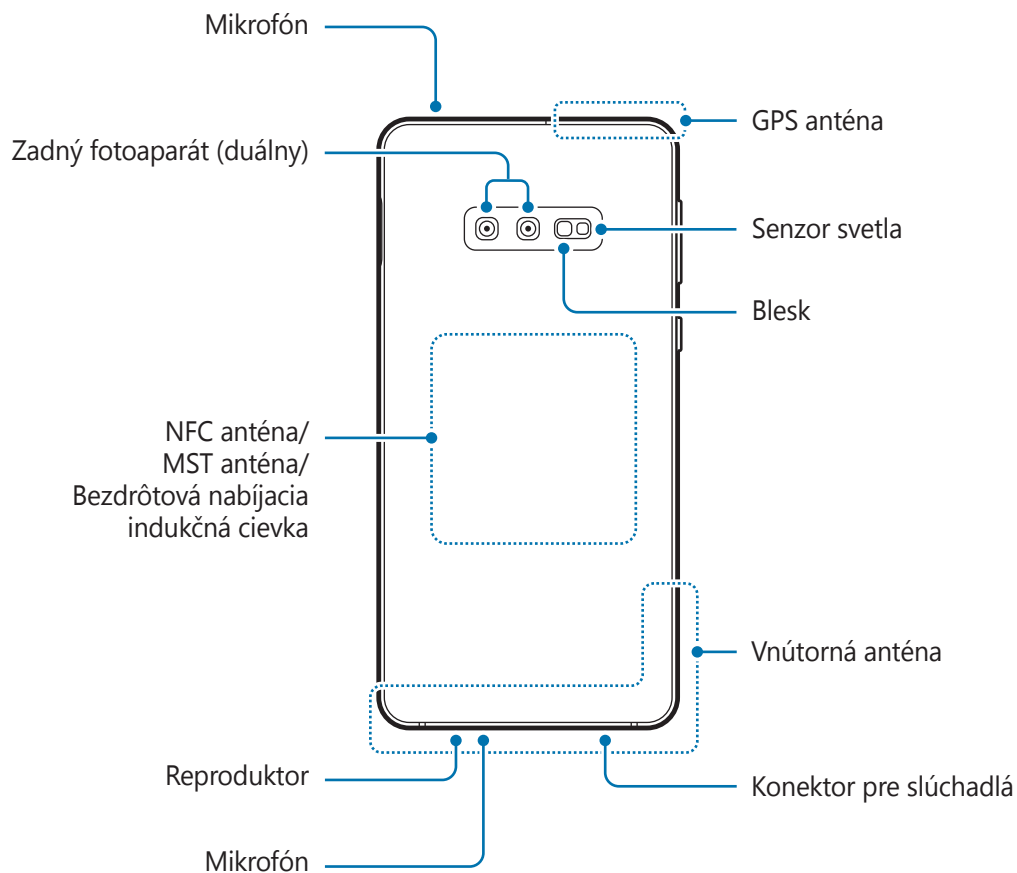 Mikrofón
GPS anténa
Zadný fotoaparát (duálny)
Senzor svetla
Blesk
NFC anténa/
MST anténa/
Bezdrôtová nabíjacia
indukčná cievka
Vnútorná anténa
Reproduktor
Konektor pre slúchadlá
Mikrofón